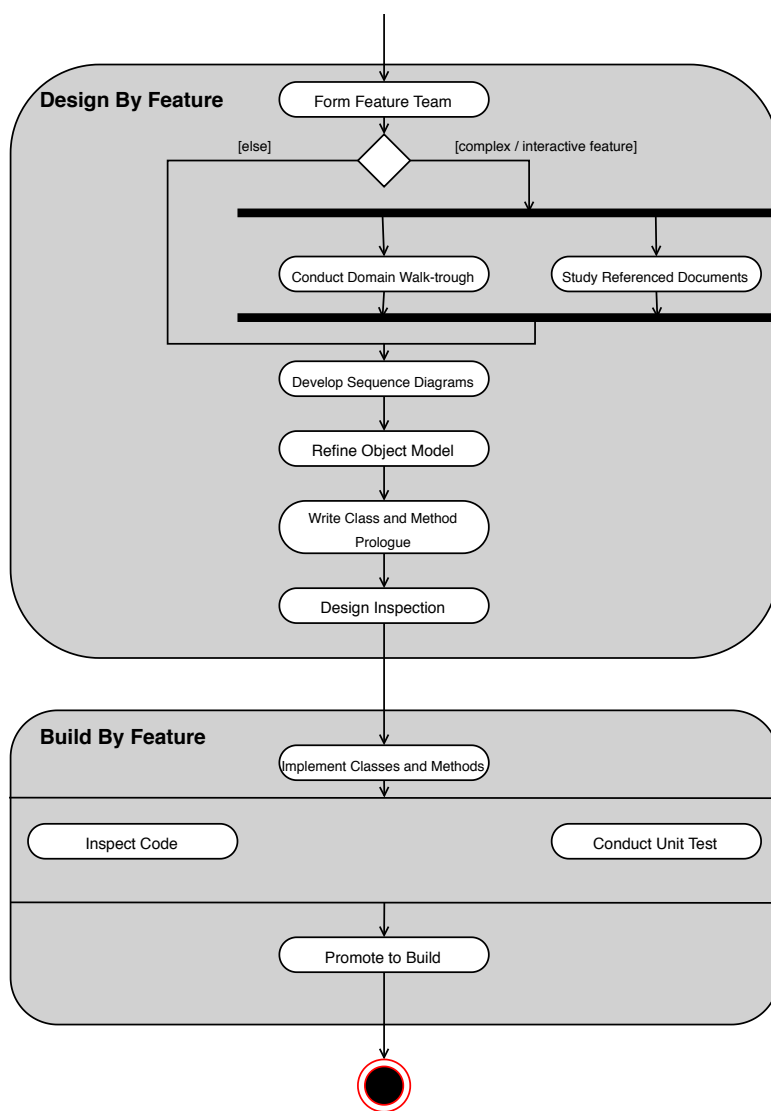 Design By Feature
Form Feature Team
[else]
[complex / interactive feature]
Conduct Domain Walk-trough
Study Referenced Documents
Develop Sequence Diagrams
Refine Object Model
Write Class and Method
Prologue
Design Inspection
Build By Feature
Implement Classes and Methods
Inspect Code
Conduct Unit Test
Promote to Build